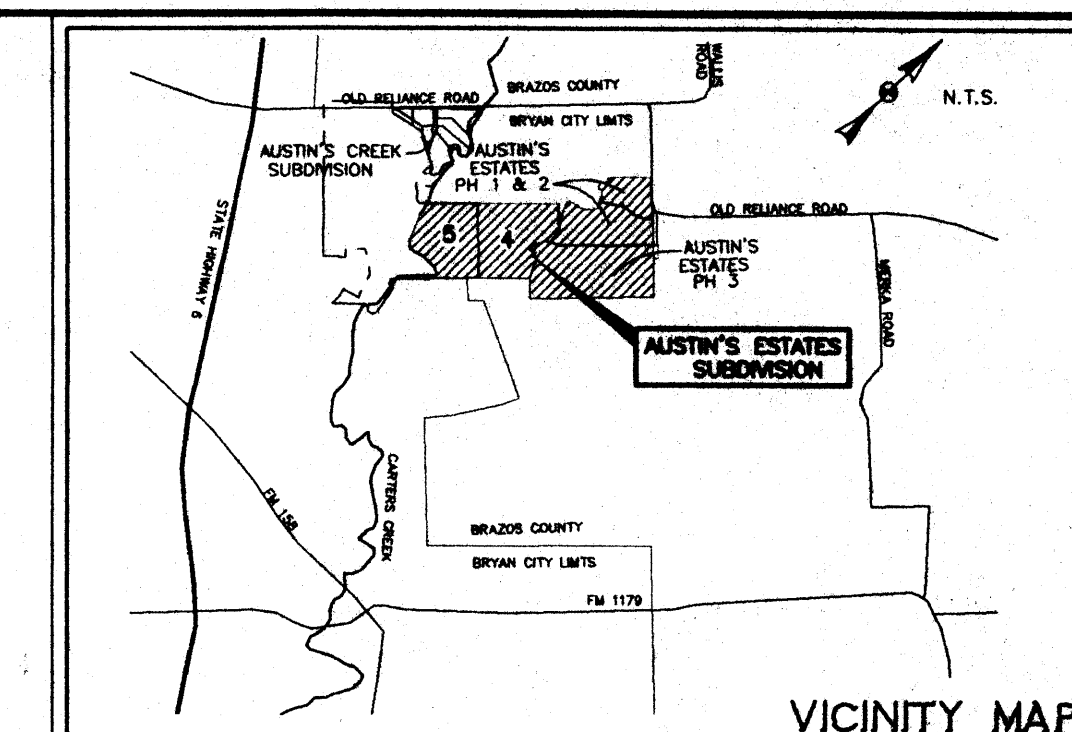 WALLIS
ROAD
BRAZOS COUNTY
N.T.S.
OLD RELIANCE ROAD
BRYAN CITY LIMTS
AUSTIN'S CREEK
SUBDIVISION
AUSTIN'S
ESTATES
PH 1 & 2
OLD RELIANCE ROAD
STATE HIGHWAY 6
5
4
AUSTIN'S
ESTATES
PH 3
MERKA ROAD
AUSTIN'S ESTATES
SUBDIVISION
CARTERS CREEK
FM 158
BRAZOS COUNTY
BRYAN CITY LIMTS
FM 1179
VICINITY MAP